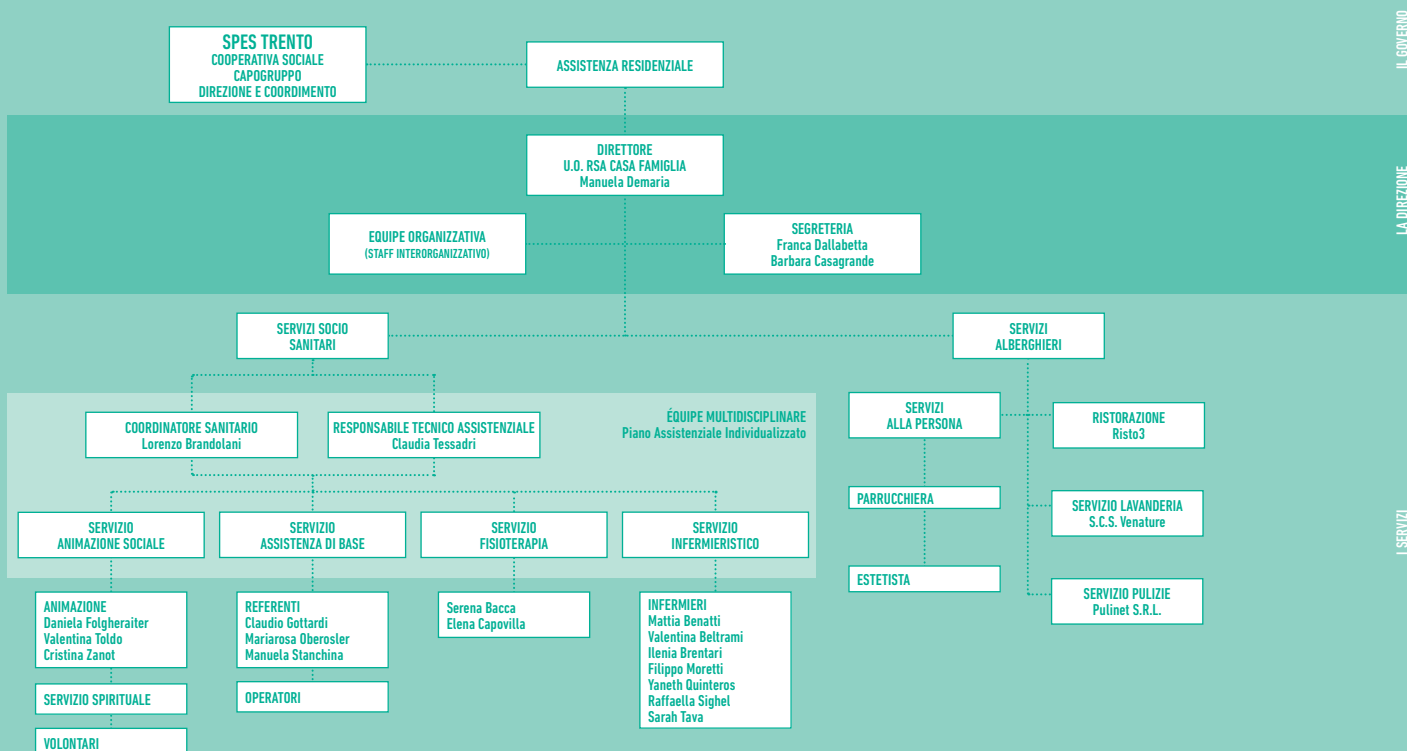 SPES TRENTO
COOPERATIVA SOCIALE
CAPOGRUPPO
DIREZIONE E COORDIMENTO
ASSISTENZA RESIDENZIALE
IL GOVERNO
DIRETTORE
U.O. RSA CASA FAMIGLIA
Manuela Demaria
EQUIPE ORGANIZZATIVA
(STAFF INTERORGANIZZATIVO)
SEGRETERIA
Franca Dallabetta
Barbara Casagrande
LA DIREZIONE
SERVIZI SOCIO
SANITARI
SERVIZI
ALBERGHIERI
COORDINATORE SANITARIO
Lorenzo Brandolani
RESPONSABILE TECNICO ASSISTENZIALE
Claudia Tessadri
ÉQUIPE MULTIDISCIPLINARE
Piano Assistenziale Individualizzato
SERVIZIO
ANIMAZIONE SOCIALE
SERVIZIO
ASSISTENZA DI BASE
SERVIZIO
FISIOTERAPIA
SERVIZIO
INFERMIERISTICO
ANIMAZIONE
Daniela Folgheraiter
Valentina Toldo
Cristina Zanot
SERVIZIO SPIRITUALE
VOLONTARI
REFERENTI
Claudio Gottardi
Mariarosa Oberosler
Manuela Stanchina
OPERATORI
Serena Bacca
Elena Capovilla
INFERMIERI
Mattia Benatti
Valentina Beltrami
Ilenia Brentari
Filippo Moretti
Yaneth Quinteros
Raffaella Sighel
Sarah Tava
SERVIZI
ALLA PERSONA
PARRUCCHIERA
ESTETISTA
RISTORAZIONE
Risto3
SERVIZIO LAVANDERIA
S.C.S. Venature
SERVIZIO PULIZIE
Pulinet S.R.L.
I SERVIZI